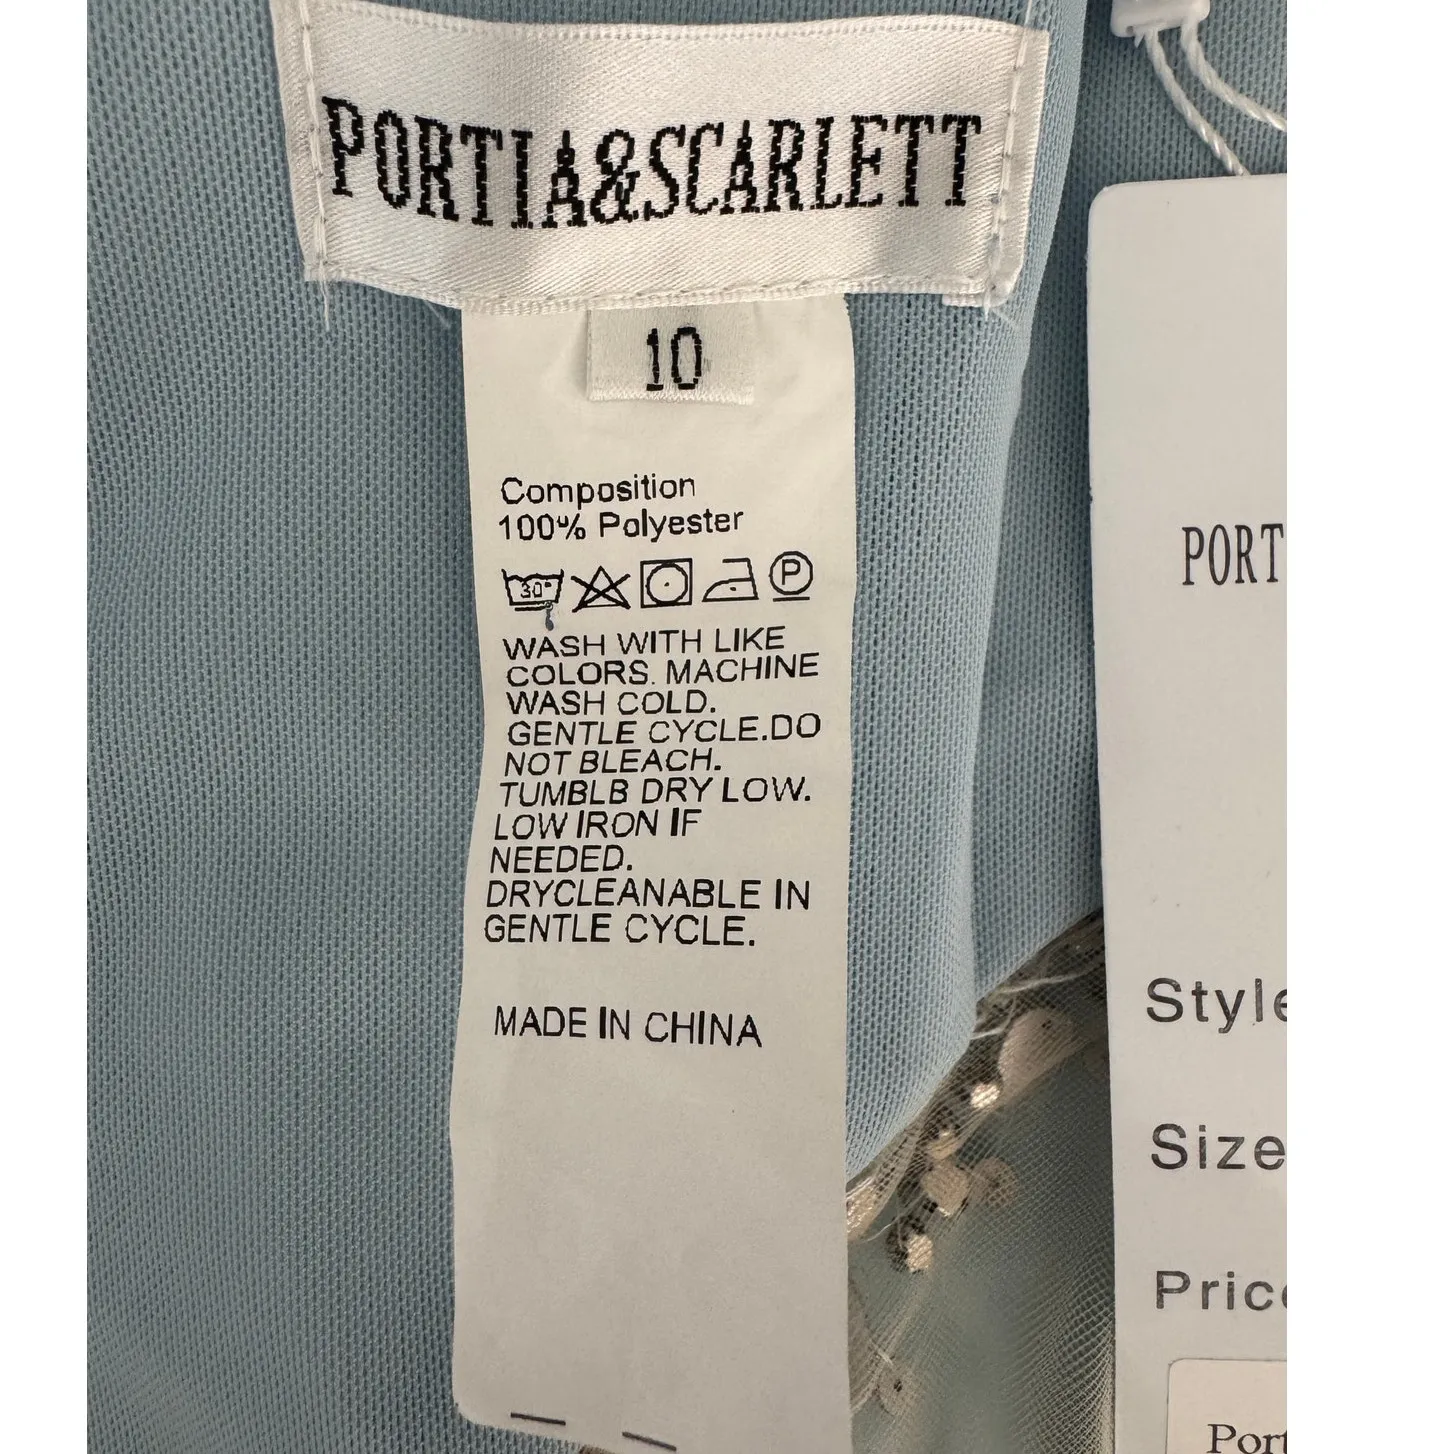 PORTIA&SCARLETT
10
Composition
100% Polyester
30°
P
WASH WITH LIKE
COLORS. MACHINE
WASH COLD.
GENTLE CYCLE.DO
NOT BLEACH.
TUMBLB DRY LOW.
LOW IRON IF
NEEDED.
DRYCLEANABLE IN
GENTLE CYCLE.
MADE IN CHINA
PORT
Style
Size
Price
Port